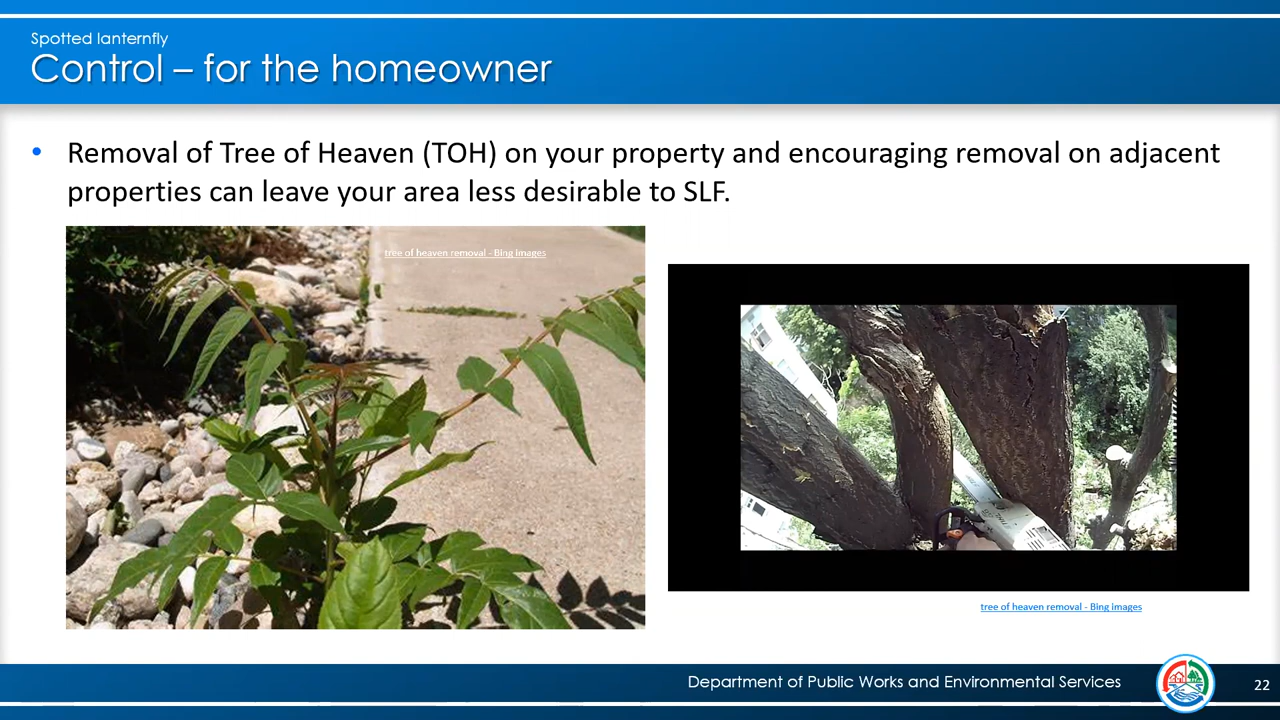 Spotted lanternfly
Control – for the homeowner
• Removal of Tree of Heaven (TOH) on your property and encouraging removal on adjacent
properties can leave your area less desirable to SLF.
tree of heaven removal - Bing images
tree of heaven removal - Bing images
Department of Public Works and Environmental Services
22